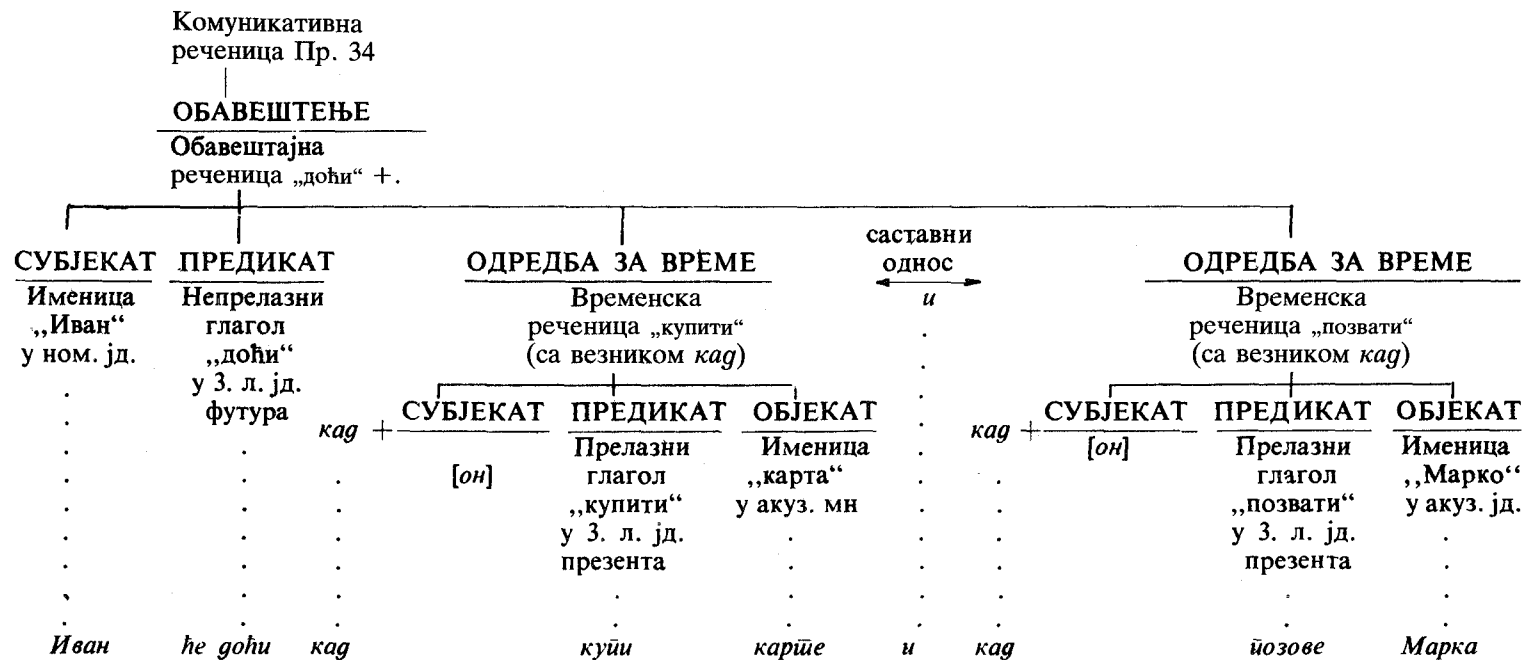 Комуникативна
реченица Пр. 34
ОБАВЕШТЕЊЕ
Обавештајна
реченица „доћи“ +.
СУБЈЕКАТ
Именица
„Иван“
у ном. јд.
ПРЕДИКАТ
Непрелазни
глагол
„доћи“
у 3. л. јд.
футура
ОДРЕДБА ЗА ВРЕМЕ
Временска
реченица „купити“
(са везником кад)
кад +
СУБЈЕКАТ
[он]
ПРЕДИКАТ
Прелазни
глагол
„купити“
у 3. л. јд.
презента
ОБЈЕКАТ
Именица
„карта“
у акуз. мн
саставни
однос
и
ОДРЕДБА ЗА ВРЕМЕ
Временска
реченица „позвати“
(са везником кад)
кад +
СУБЈЕКАТ
[он]
ПРЕДИКАТ
Прелазни
глагол
„позвати“
у 3. л. јд.
презента
ОБЈЕКАТ
Именица
„Марко“
у акуз. јд.
Иван ће доћи кад купи карте и кад позове Марка